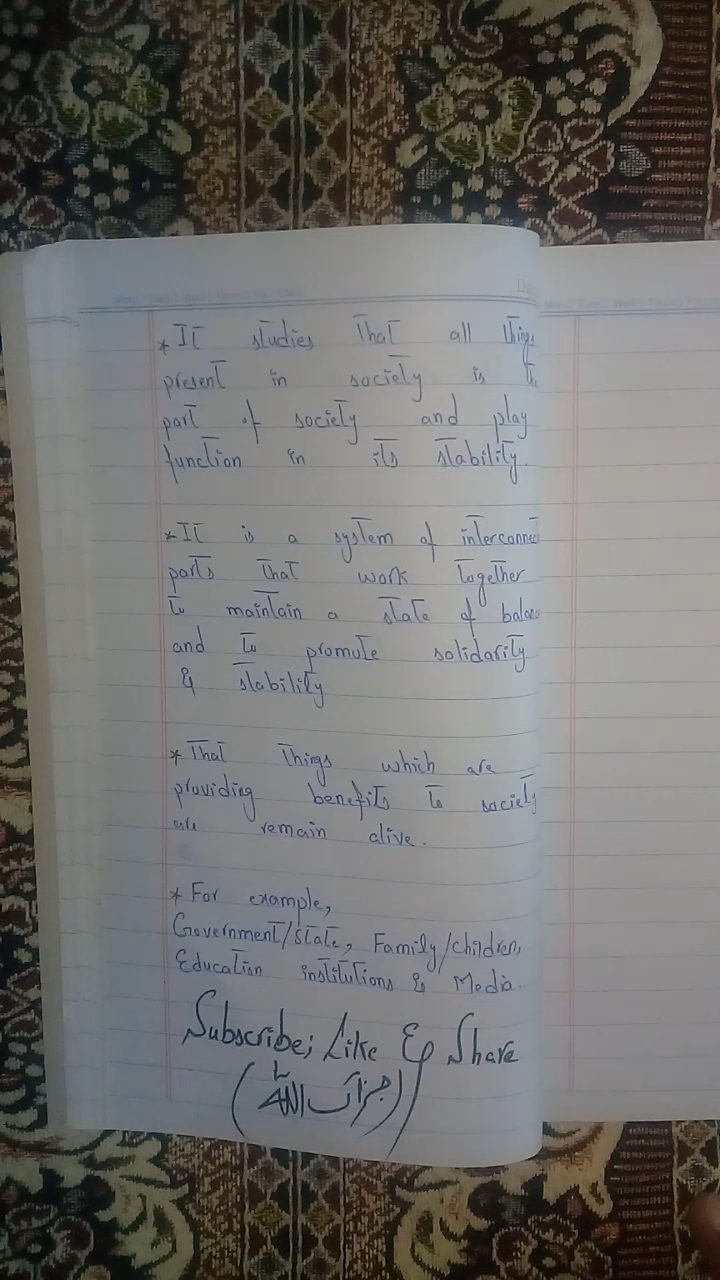 * It studies that all things
present in society is the
part of society and play
function in its stability.
* It is a system of interconnec
parts that work together
to maintain a state of balanc
and to promote solidarity
& stability
* That things which are
providing benefits to society
are remain alive.
* For example,
Government/state, Family/children,
Education institutions & Media.
Subscribe; Like & Share
(جزاک اللہ)